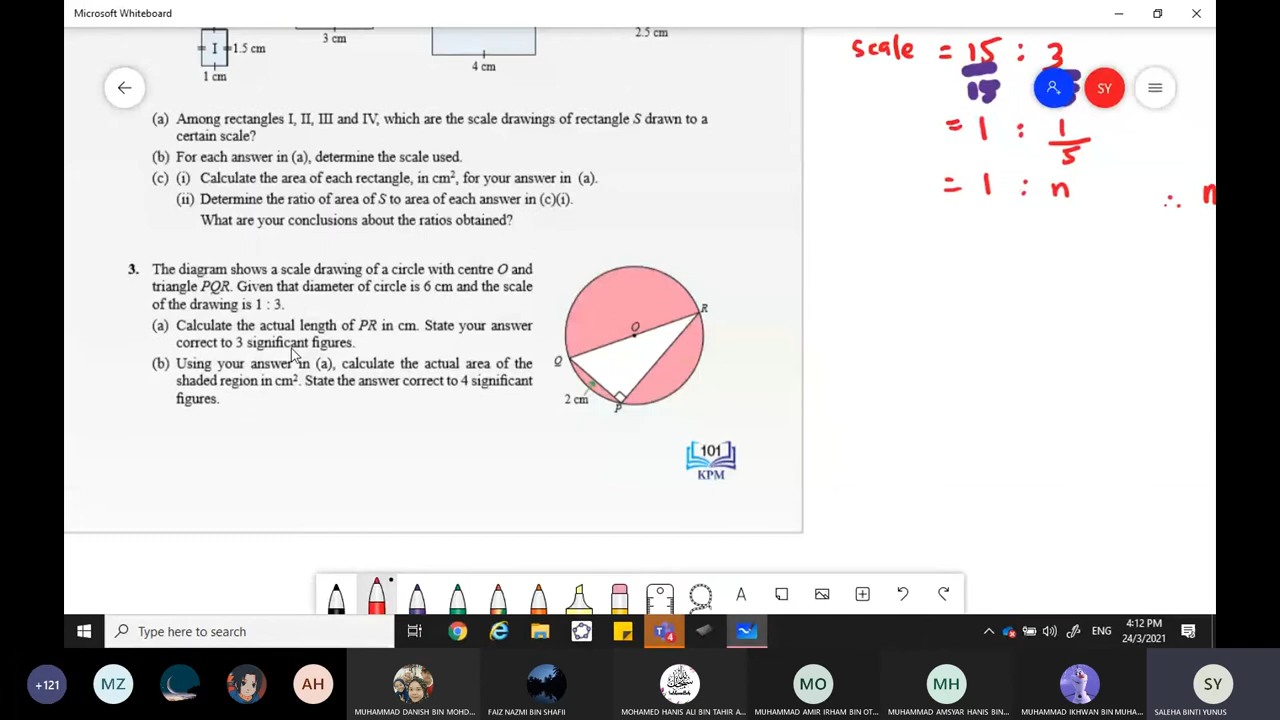 Microsoft Whiteboard
I
1.5 cm
1 cm
3 cm
4 cm
2.5 cm
(a) Among rectangles I, II, III and IV, which are the scale drawings of rectangle S drawn to a
certain scale?
(b) For each answer in (a), determine the scale used.
(c) (i) Calculate the area of each rectangle, in cm², for your answer in (a).
(ii) Determine the ratio of area of S to area of each answer in (c)(i).
What are your conclusions about the ratios obtained?
3. The diagram shows a scale drawing of a circle with centre O and
triangle PQR. Given that diameter of circle is 6 cm and the scale
of the drawing is 1 : 3.
(a) Calculate the actual length of PR in cm. State your answer
correct to 3 significant figures.
(b) Using your answer in (a), calculate the actual area of the
shaded region in cm². State the answer correct to 4 significant
figures.
O
R
Q
P
2 cm
101
KPM
scale = 15 : 3
15
SY
= 1 : 1/5
= 1 : n
∴
A
Type here to search
4
ENG
4:12 PM
24/3/2021
+121
MZ
AH
MO
MH
SY
MUHAMMAD DANISH BIN MOHD...
FAIZ NAZMI BIN SHAFII
MOHAMED HANIS ALI BIN TAHIR A...
MUHAMMAD AMIR IRHAM BIN OT...
MUHAMMAD AMSYAR HANIS BIN...
MUHAMMAD IKHWAN BIN MUHA...
SALEHA BINTI YUNUS